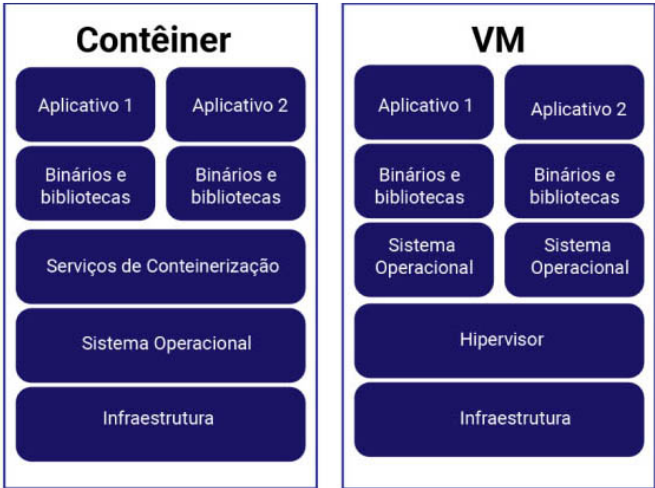 Contêiner
Aplicativo 1
Aplicativo 2
Binários e
bibliotecas
Binários e
bibliotecas
Serviços de Conteinerização
Sistema Operacional
Infraestrutura
VM
Aplicativo 1
Aplicativo 2
Binários e
bibliotecas
Binários e
bibliotecas
Sistema
Operacional
Sistema
Operacional
Hipervisor
Infraestrutura